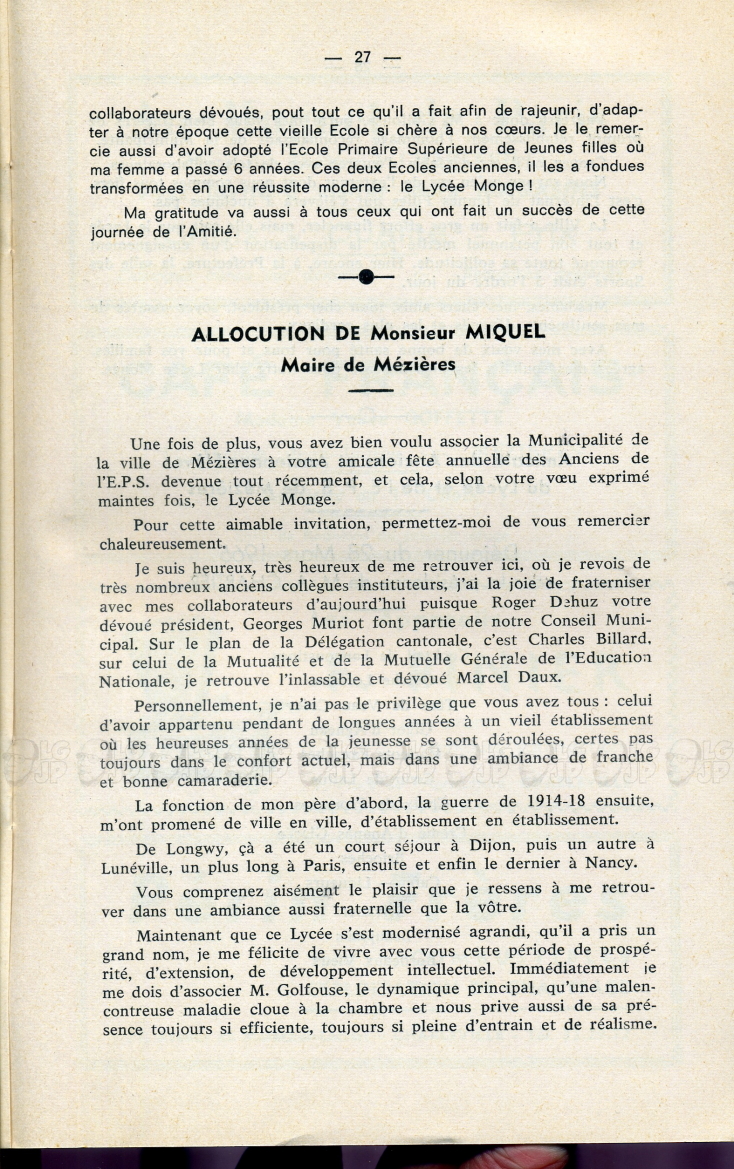 — 27 —
collaborateurs dévoués, pout tout ce qu'il a fait afin de rajeunir, d'adap-
ter à notre époque cette vieille Ecole si chère à nos cœurs. Je le remer-
cie aussi d'avoir adopté l'Ecole Primaire Supérieure de Jeunes filles où
ma femme a passé 6 années. Ces deux Ecoles anciennes, il les a fondues
transformées en une réussite moderne : le Lycée Monge !
Ma gratitude va aussi à tous ceux qui ont fait un succès de cette
journée de l'Amitié.
ALLOCUTION DE Monsieur MIQUEL
Maire de Mézières
Une fois de plus, vous avez bien voulu associer la Municipalité de
la ville de Mézières à votre amicale fête annuelle des Anciens de
l'E.P.S. devenue tout récemment, et cela, selon votre vœu exprimé
maintes fois, le Lycée Monge.
Pour cette aimable invitation, permettez-moi de vous remercier
chaleureusement.
Je suis heureux, très heureux de me retrouver ici, où je revois de
très nombreux anciens collègues instituteurs, j'ai la joie de fraterniser
avec mes collaborateurs d'aujourd'hui puisque Roger Dehuz votre
dévoué président, Georges Muriot font partie de notre Conseil Muni-
cipal. Sur le plan de la Délégation cantonale, c'est Charles Billard,
sur celui de la Mutualité et de la Mutuelle Générale de l'Education
Nationale, je retrouve l'inlassable et dévoué Marcel Daux.
Personnellement, je n'ai pas le privilège que vous avez tous : celui
d'avoir appartenu pendant de longues années à un vieil établissement
où les heureuses années de la jeunesse se sont déroulées, certes pas
toujours dans le confort actuel, mais dans une ambiance de franche
et bonne camaraderie.
La fonction de mon père d'abord, la guerre de 1914-18 ensuite,
m'ont promené de ville en ville, d'établissement en établissement.
De Longwy, çà a été un court séjour à Dijon, puis un autre à
Lunéville, un plus long à Paris, ensuite et enfin le dernier à Nancy.
Vous comprenez aisément le plaisir que je ressens à me retrou-
ver dans une ambiance aussi fraternelle que la vôtre.
Maintenant que ce Lycée s'est modernisé agrandi, qu'il a pris un
grand nom, je me félicite de vivre avec vous cette période de prospé-
rité, d'extension, de développement intellectuel. Immédiatement je
me dois d'associer M. Golfouse, le dynamique principal, qu'une malen-
contreuse maladie cloue à la chambre et nous prive aussi de sa pré-
sence toujours si efficiente, toujours si pleine d'entrain et de réalisme.